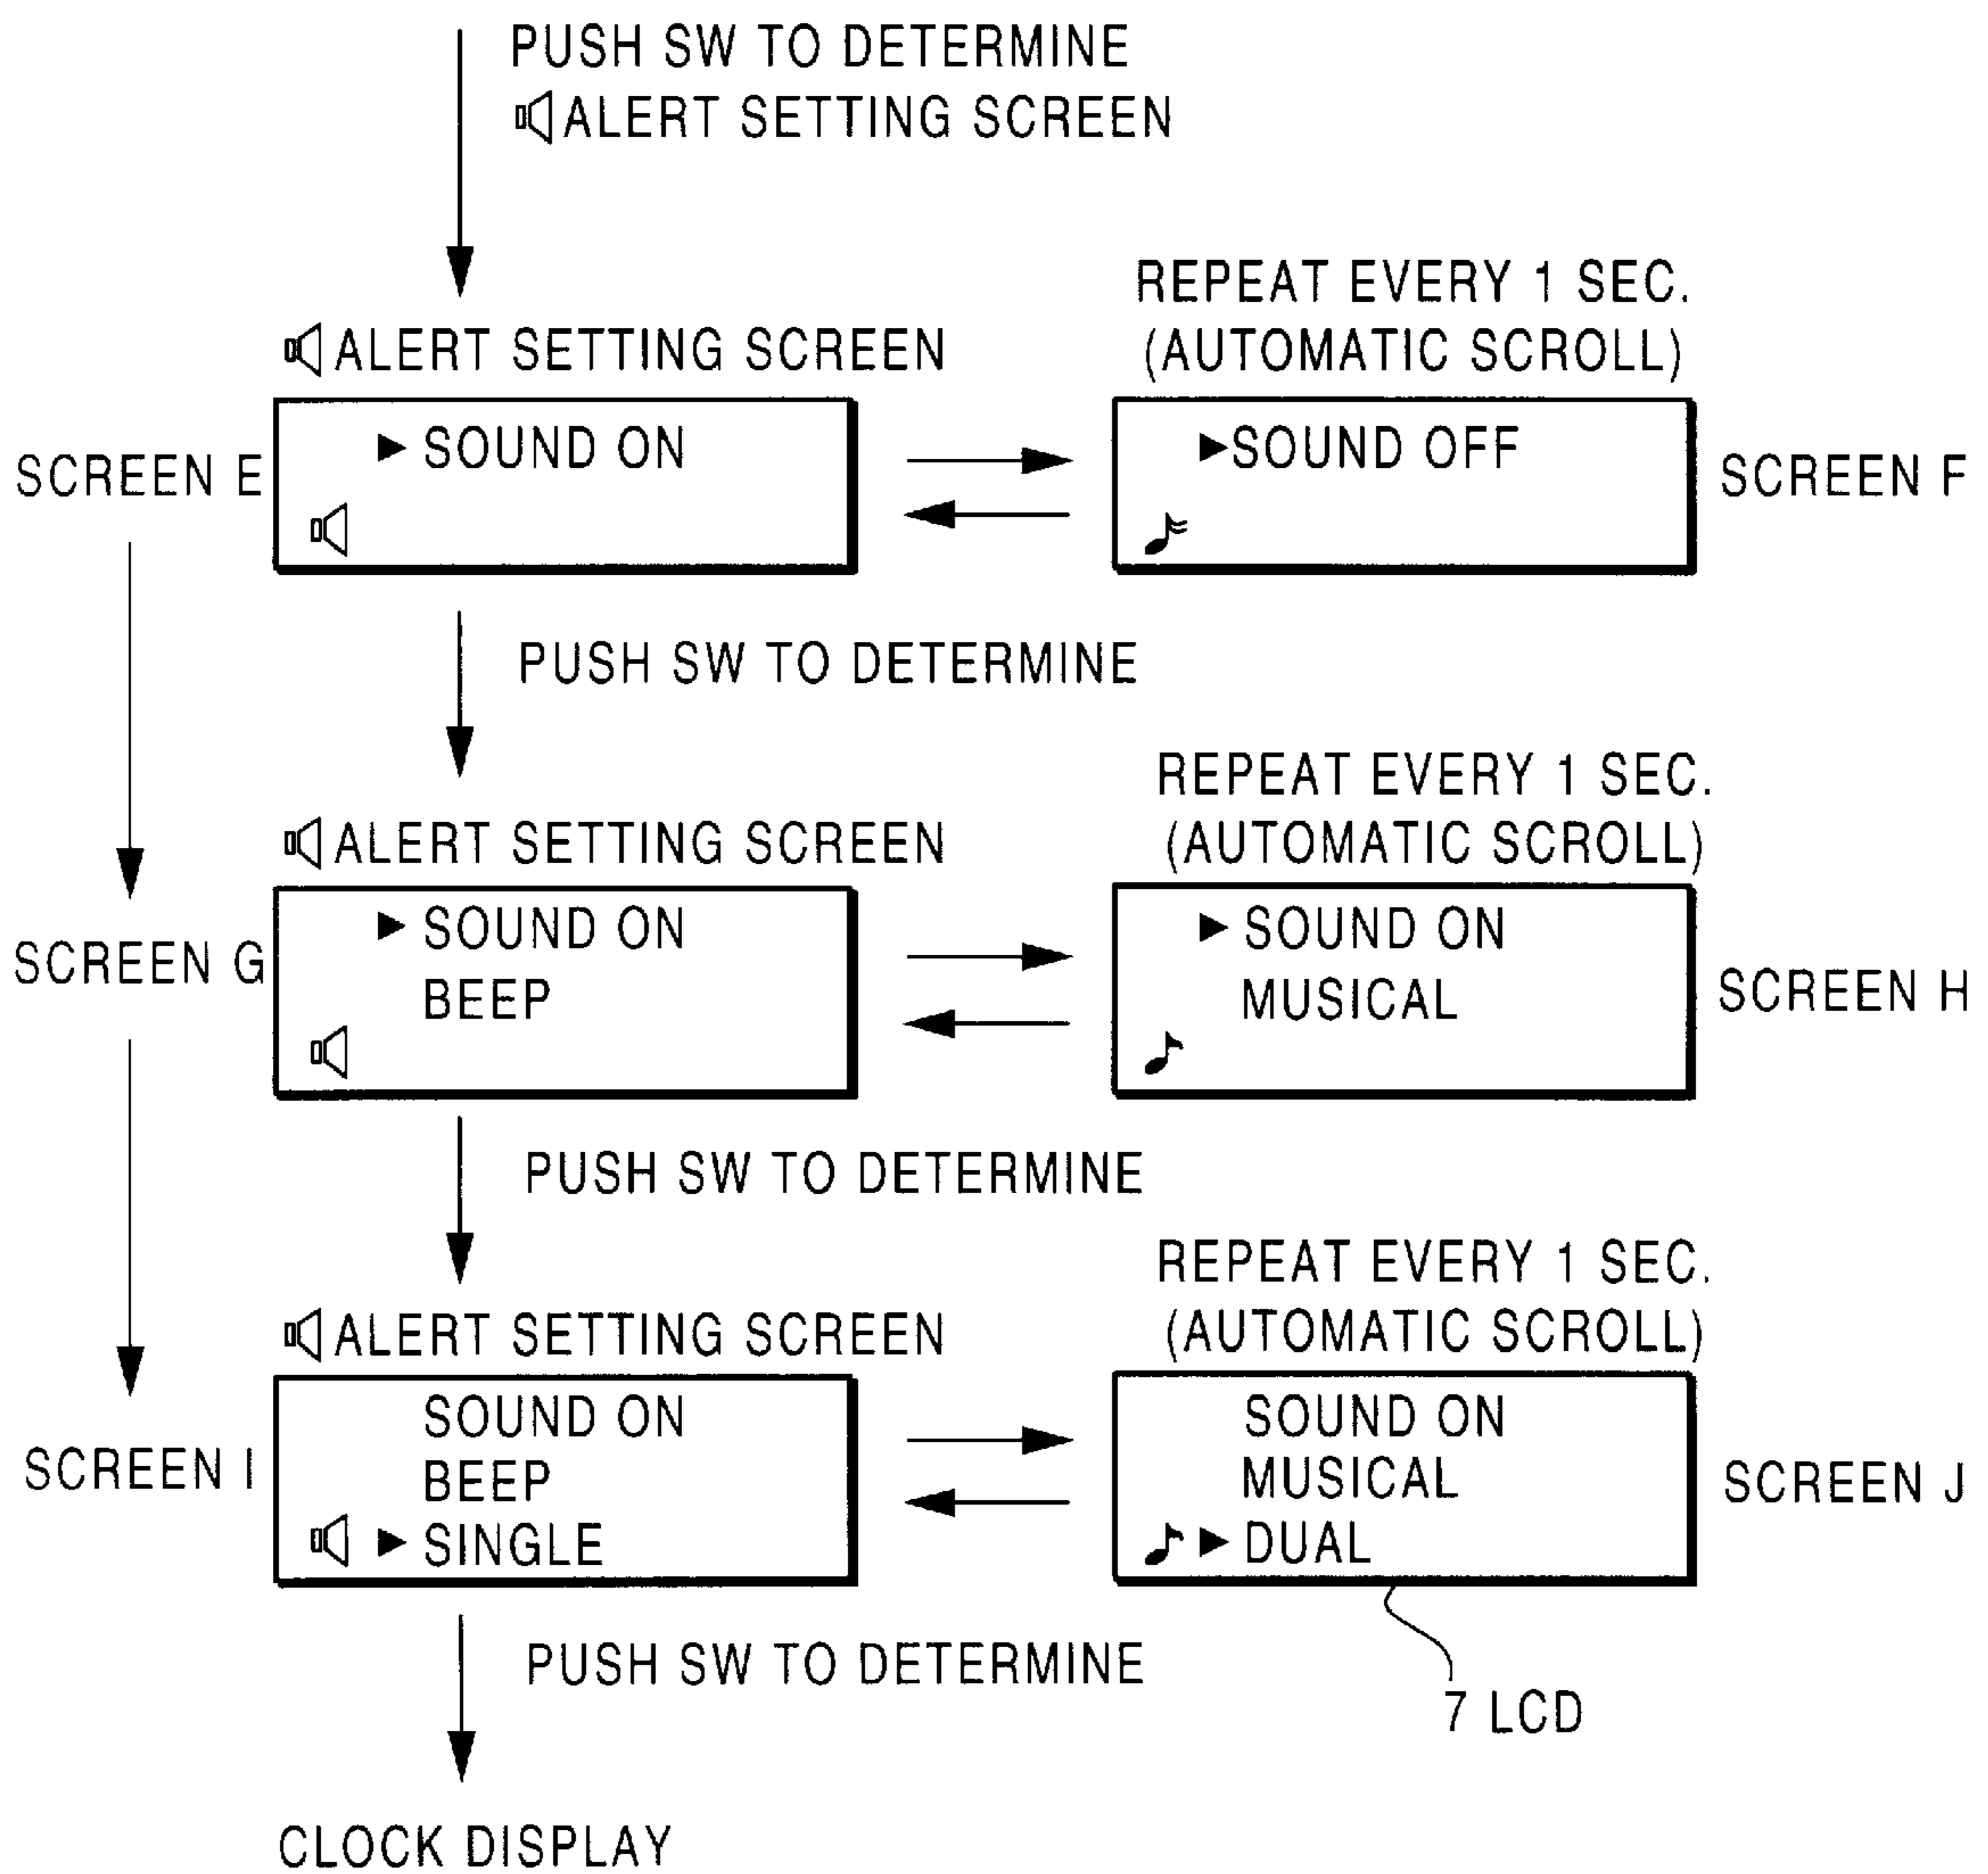 PUSH SW TO DETERMINE
ALERT SETTING SCREEN
REPEAT EVERY 1 SEC.
(AUTOMATIC SCROLL)
ALERT SETTING SCREEN
SCREEN E
▶ SOUND ON
▶SOUND OFF
SCREEN F
PUSH SW TO DETERMINE
REPEAT EVERY 1 SEC.
(AUTOMATIC SCROLL)
ALERT SETTING SCREEN
SCREEN G
▶ SOUND ON
BEEP
▶ SOUND ON
MUSICAL
SCREEN H
PUSH SW TO DETERMINE
REPEAT EVERY 1 SEC.
(AUTOMATIC SCROLL)
ALERT SETTING SCREEN
SCREEN I
SOUND ON
BEEP
▶ SINGLE
SOUND ON
MUSICAL
▶ DUAL
SCREEN J
PUSH SW TO DETERMINE
7 LCD
CLOCK DISPLAY